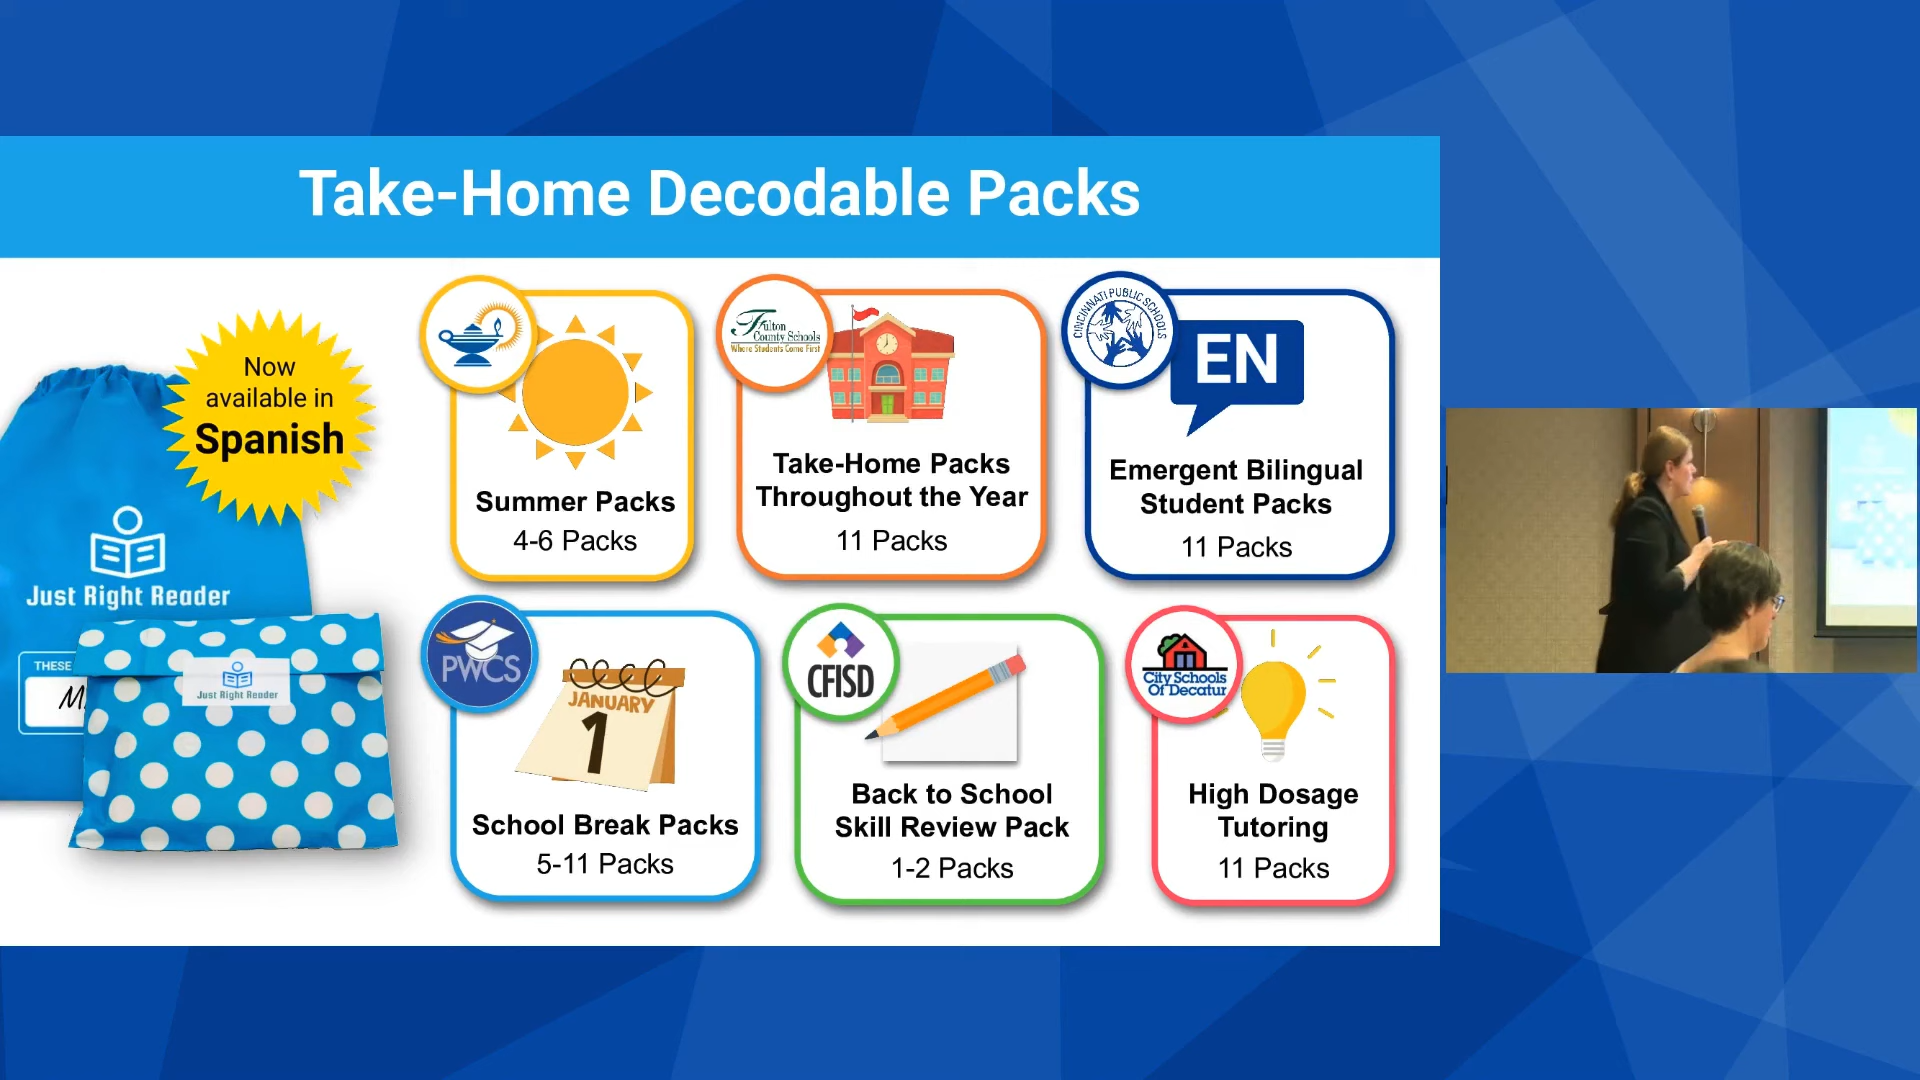 Take-Home Decodable Packs
Now
available in
Spanish
Just Right Reader
THESE
M
Just Right Reader
Summer Packs
4-6 Packs
Fulton
County Schools
Where Students Come First
Take-Home Packs
Throughout the Year
11 Packs
CINCINNATI PUBLIC SCHOOLS
EN
Emergent Bilingual
Student Packs
11 Packs
PWCS
JANUARY
1
School Break Packs
5-11 Packs
CFISD
Back to School
Skill Review Pack
1-2 Packs
City Schools
Of Decatur
High Dosage
Tutoring
11 Packs